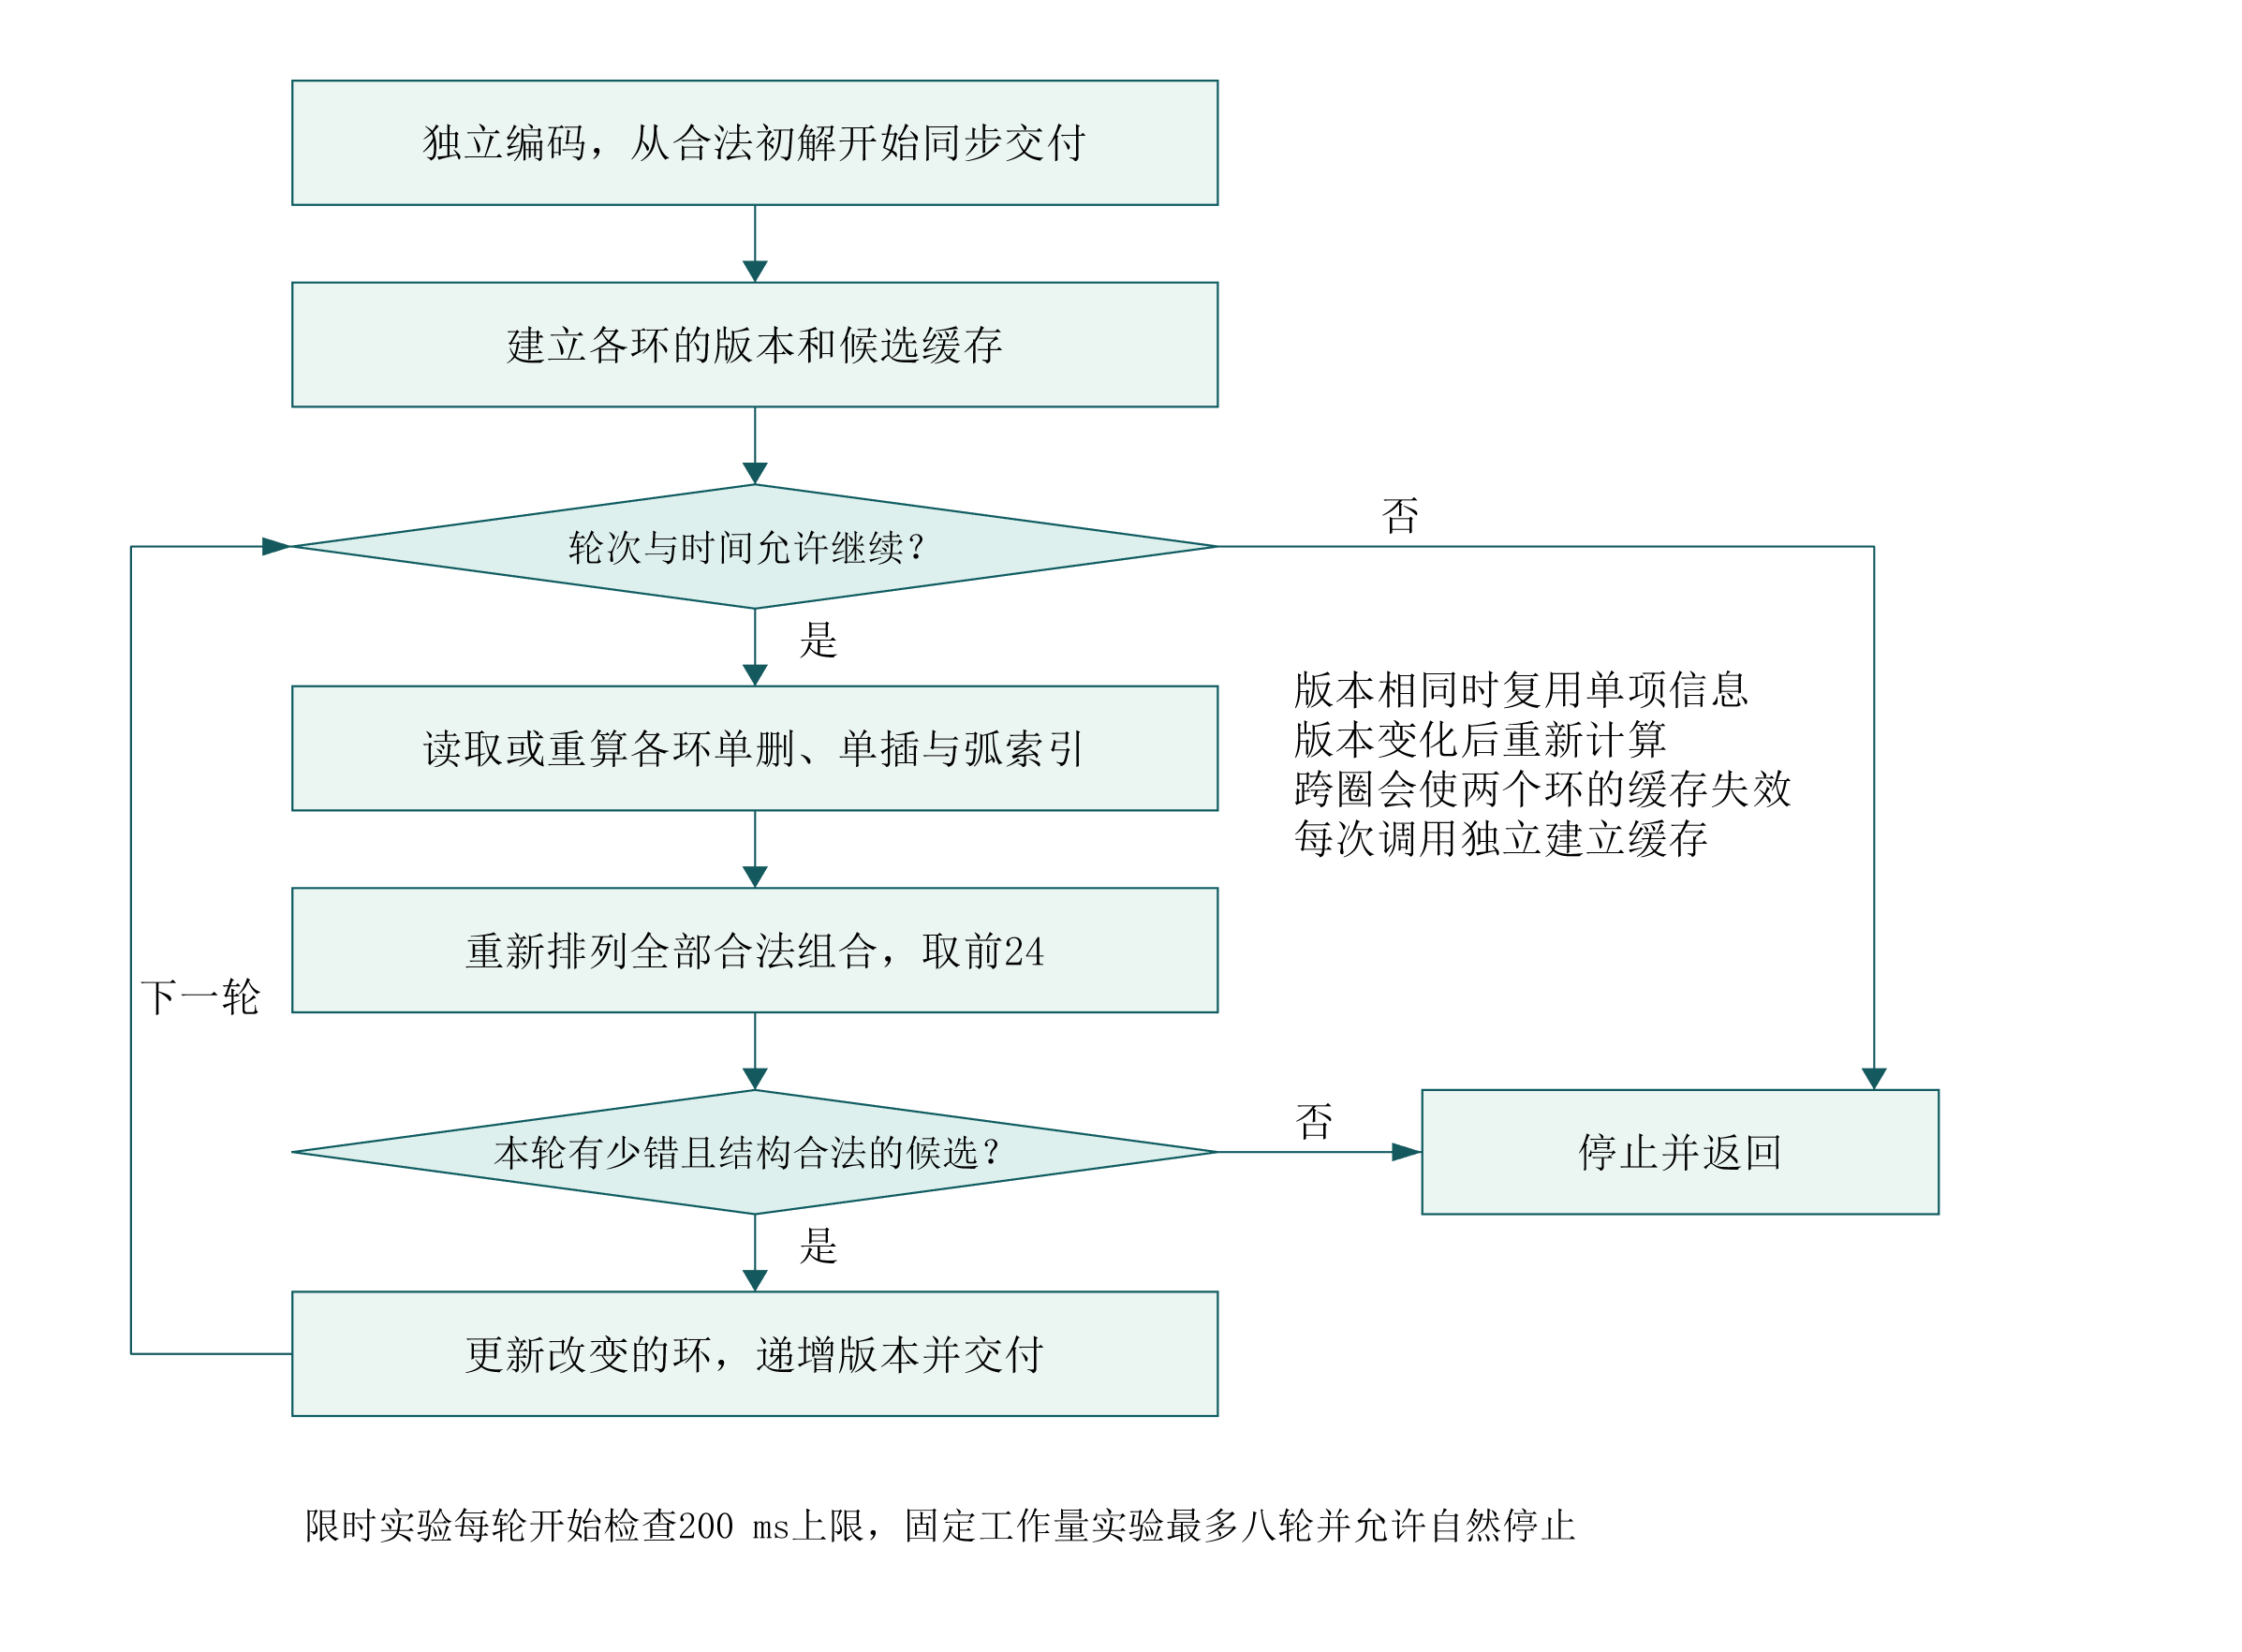 独立编码，从合法初解开始同步交付
建立各环的版本和候选缓存
轮次与时间允许继续？
否
是
版本相同时复用单项信息
版本变化后重新计算
跨圈会使两个环的缓存失效
每次调用独立建立缓存
读取或重算各环单删、单插与弧索引
重新排列全部合法组合，取前24
下一轮
本轮有少错且结构合法的候选？
否
停止并返回
是
更新改变的环，递增版本并交付
限时实验每轮开始检查200 ms上限，固定工作量实验最多八轮并允许自然停止